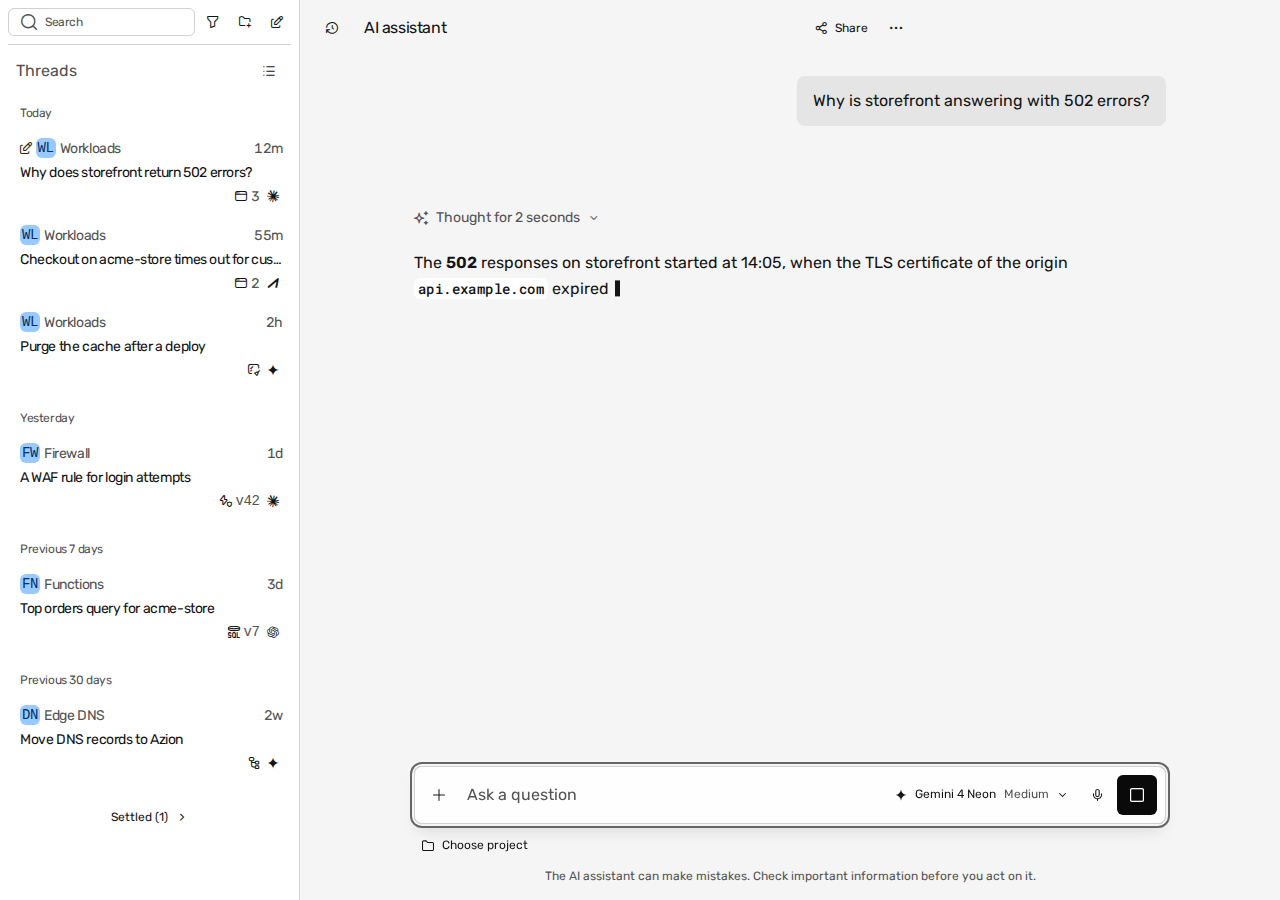 Search
Threads
Today
WL Workloads 12m
Why does storefront return 502 errors?
3
WL Workloads 55m
Checkout on acme-store times out for cus...
2
WL Workloads 2h
Purge the cache after a deploy
Yesterday
FW Firewall 1d
A WAF rule for login attempts
v42
Previous 7 days
FN Functions 3d
Top orders query for acme-store
v7
Previous 30 days
DN Edge DNS 2w
Move DNS records to Azion
Settled (1)
AI assistant
Share
Why is storefront answering with 502 errors?
Thought for 2 seconds
The 502 responses on storefront started at 14:05, when the TLS certificate of the origin
api.example.com expired
Ask a question
Gemini 4 Neon Medium
Choose project
The AI assistant can make mistakes. Check important information before you act on it.